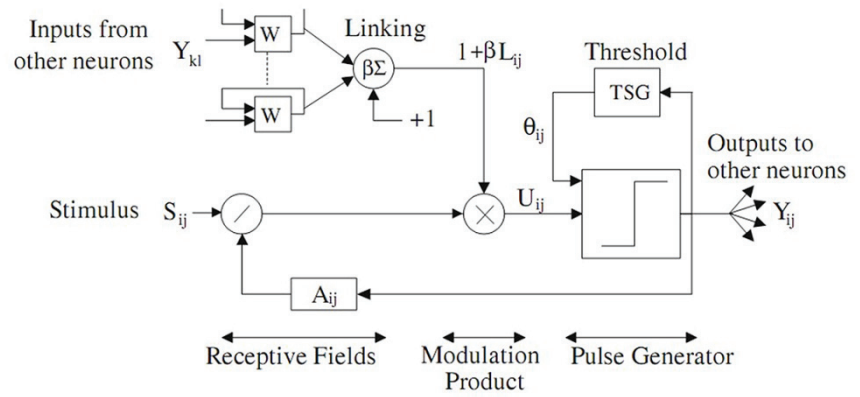 Inputs from
other neurons
Y_kl
W
W
Linking
βΣ
+1
1+βL_ij
Threshold
TSG
θ_ij
Outputs to
other neurons
Stimulus
S_ij
/
×
U_ij
Y_ij
A_ij
Receptive Fields
Modulation
Product
Pulse Generator